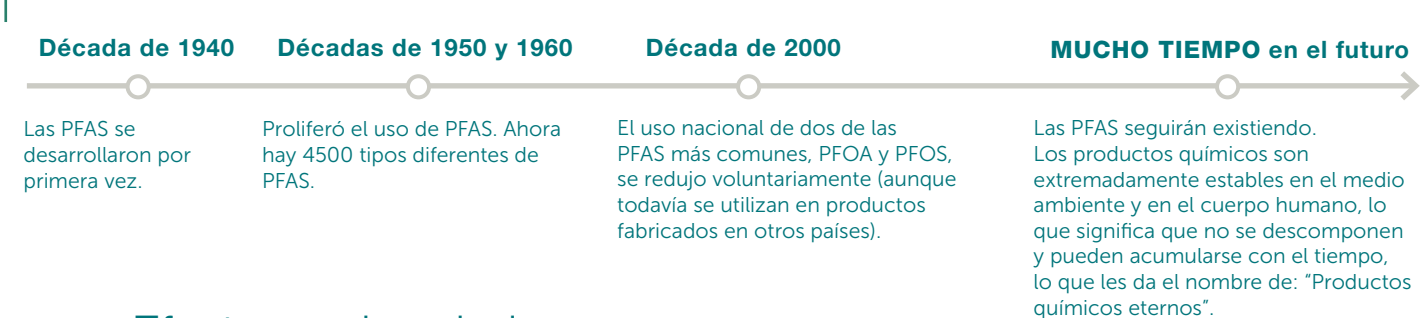 Década de 1940
Las PFAS se
desarrollaron por
primera vez.
Décadas de 1950 y 1960
Proliferó el uso de PFAS. Ahora
hay 4500 tipos diferentes de
PFAS.
Década de 2000
El uso nacional de dos de las
PFAS más comunes, PFOA y PFOS,
se redujo voluntariamente (aunque
todavía se utilizan en productos
fabricados en otros países).
MUCHO TIEMPO en el futuro
Las PFAS seguirán existiendo.
Los productos químicos son
extremadamente estables en el medio
ambiente y en el cuerpo humano, lo
que significa que no se descomponen
y pueden acumularse con el tiempo,
lo que les da el nombre de: “Productos
químicos eternos”.